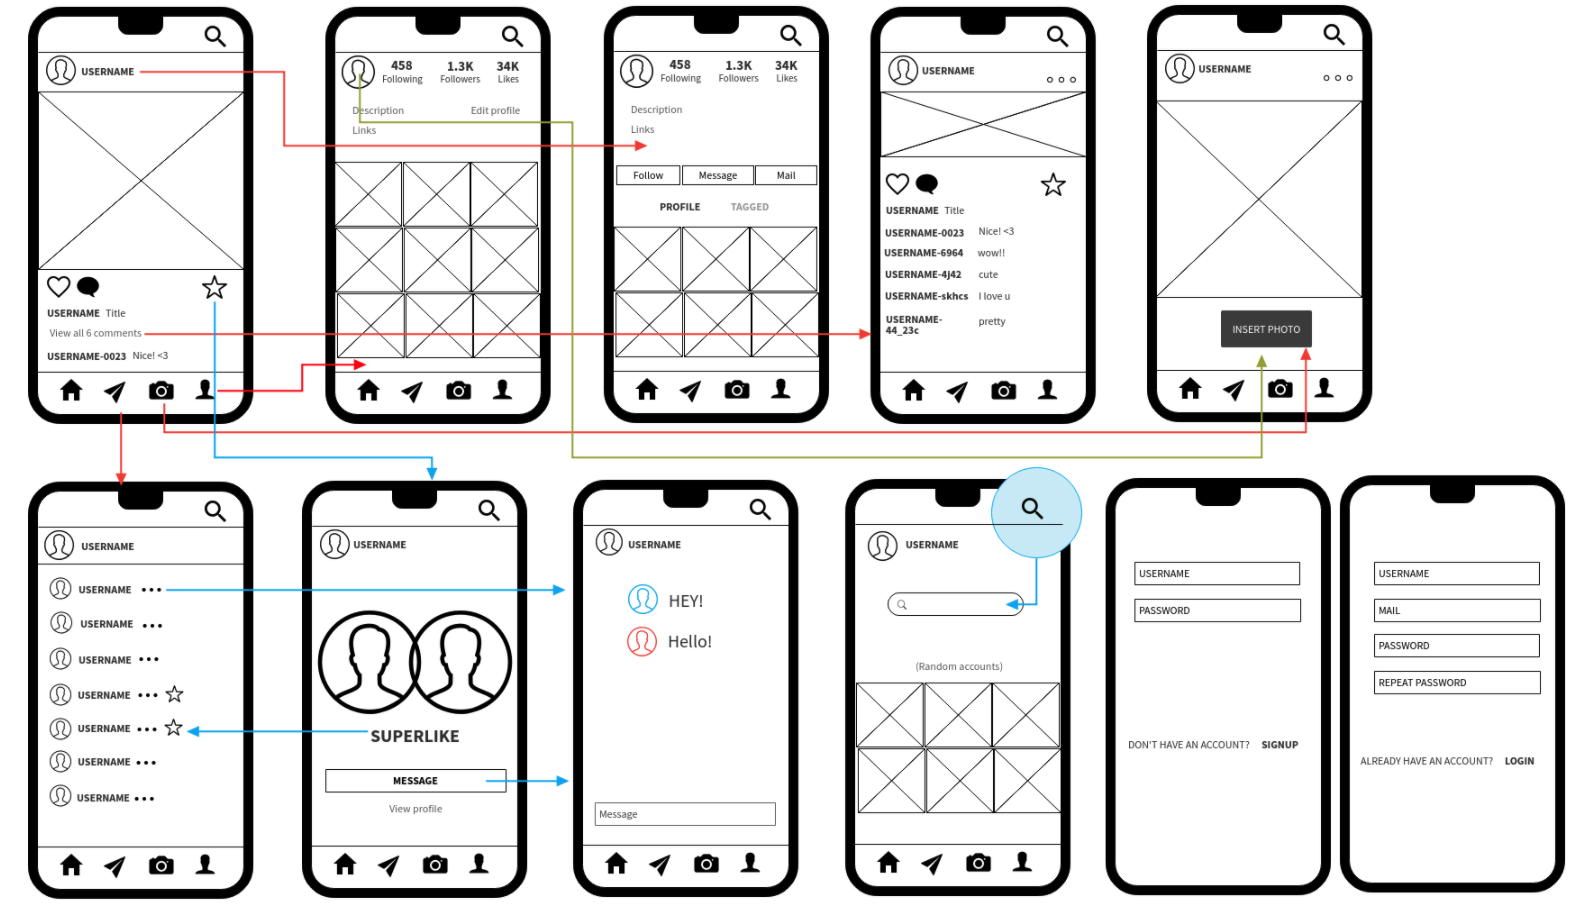 USERNAME
USERNAME Title
View all 6 comments
USERNAME-0023 Nice! <3
458 1.3K 34K
Following Followers Likes
Description Edit profile
Links
458 1.3K 34K
Following Followers Likes
Description
Links
Follow Message Mail
PROFILE TAGGED
USERNAME
USERNAME Title
USERNAME-0023 Nice! <3
USERNAME-6964 wow!!
USERNAME-4j42 cute
USERNAME-skhcs I love u
USERNAME-
44_23c pretty
USERNAME
INSERT PHOTO
USERNAME
USERNAME
USERNAME
USERNAME
USERNAME
USERNAME
USERNAME
USERNAME
USERNAME
SUPERLIKE
MESSAGE
View profile
USERNAME
HEY!
Hello!
Message
USERNAME
(Random accounts)
USERNAME
PASSWORD
DON'T HAVE AN ACCOUNT? SIGNUP
USERNAME
MAIL
PASSWORD
REPEAT PASSWORD
ALREADY HAVE AN ACCOUNT? LOGIN